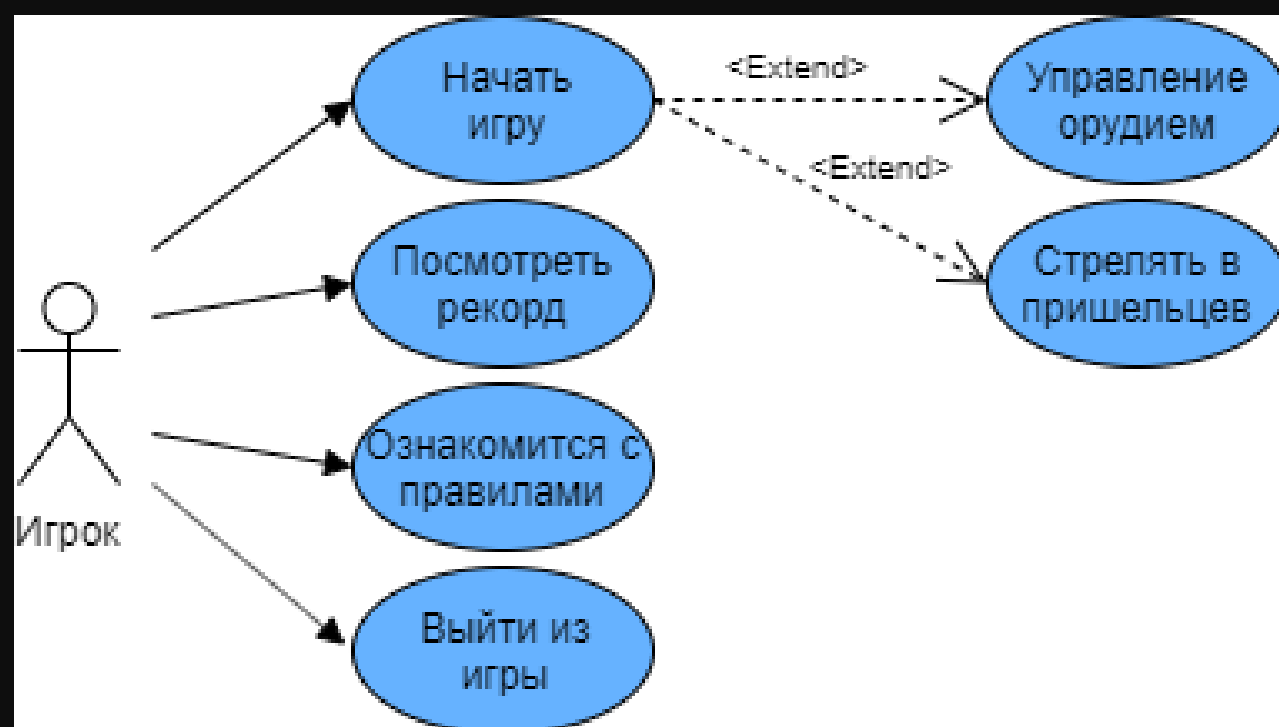 Начать
игру
<Extend>
Управление
орудием
<Extend>
Посмотреть
рекорд
Стрелять в
пришельцев
Ознакомится с
правилами
Игрок
Выйти из
игры